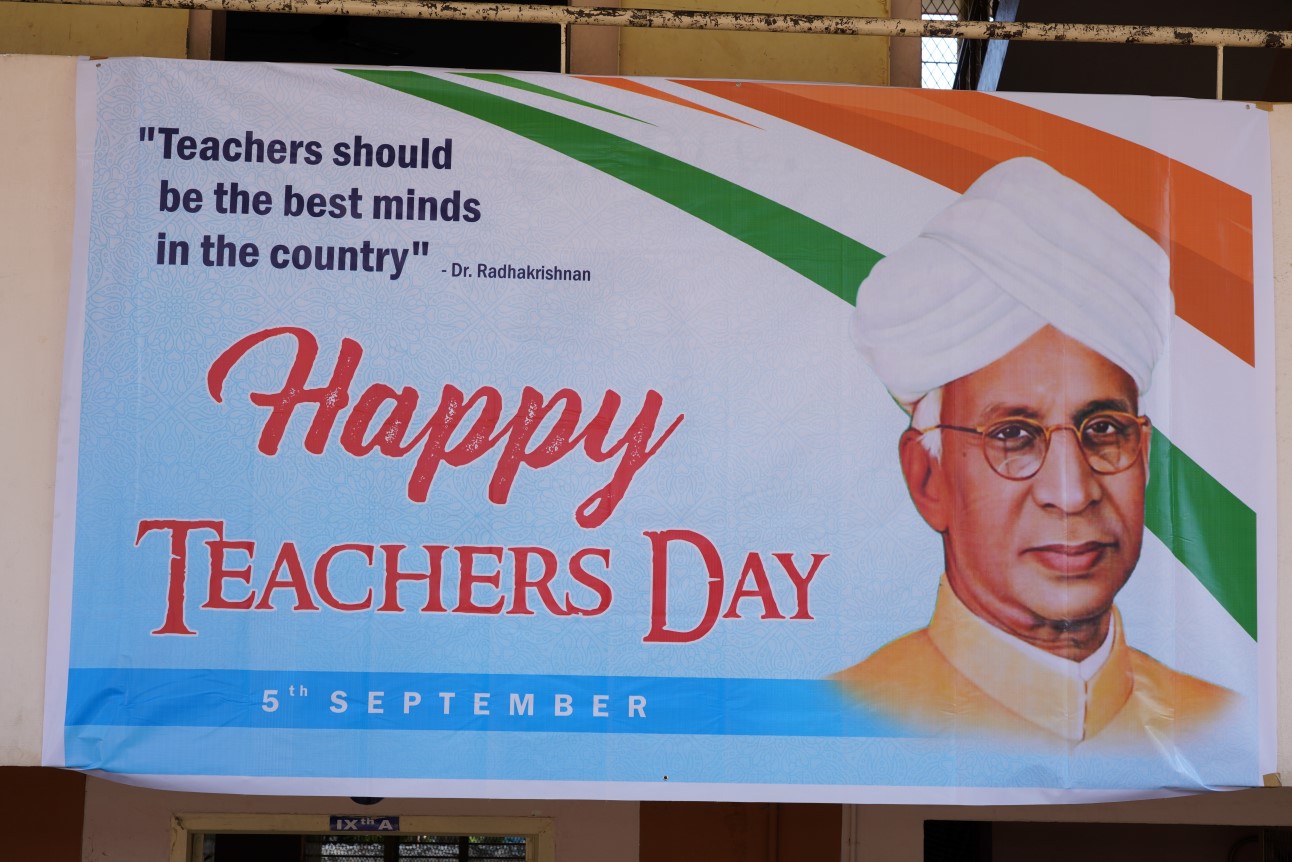 "Teachers should
be the best minds
in the country" - Dr. Radhakrishnan
Happy
TEACHERS DAY
5th SEPTEMBER
IXth A